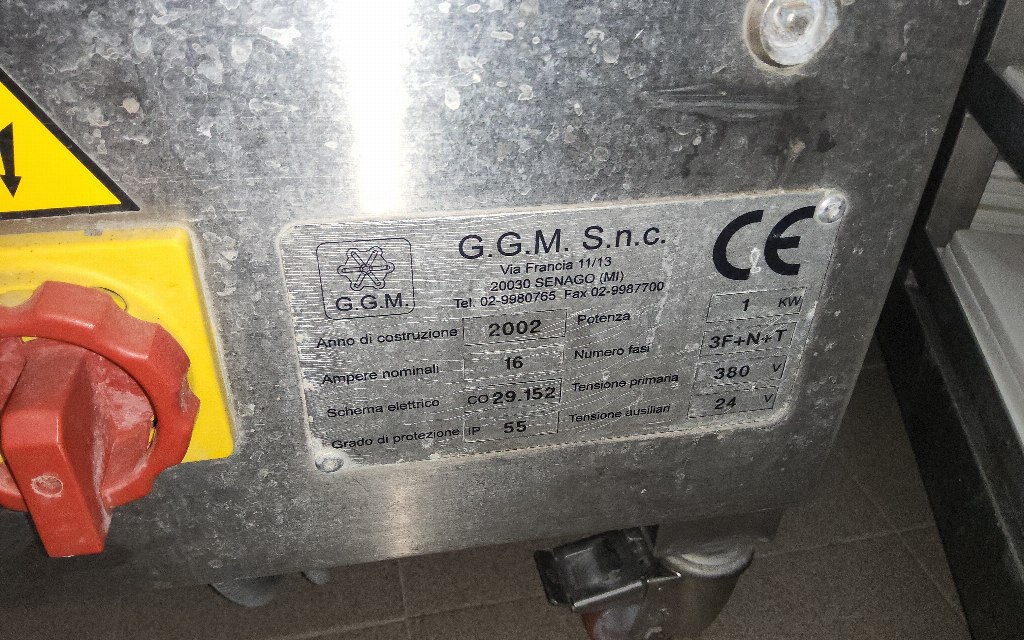 G.G.M.
G.G.M. S.n.c.
Via Francia 11/13
20030 SENAGO (MI)
Tel. 02-9980765 Fax 02-9987700
CE
Anno di costruzione 2002 Potenza 1 KW
Ampere nominali 16 Numero fasi 3F+N+T
Schema elettrico CO 29.152 Tensione primaria 380 V
Grado di protezione IP 55 Tensione ausiliari 24 V